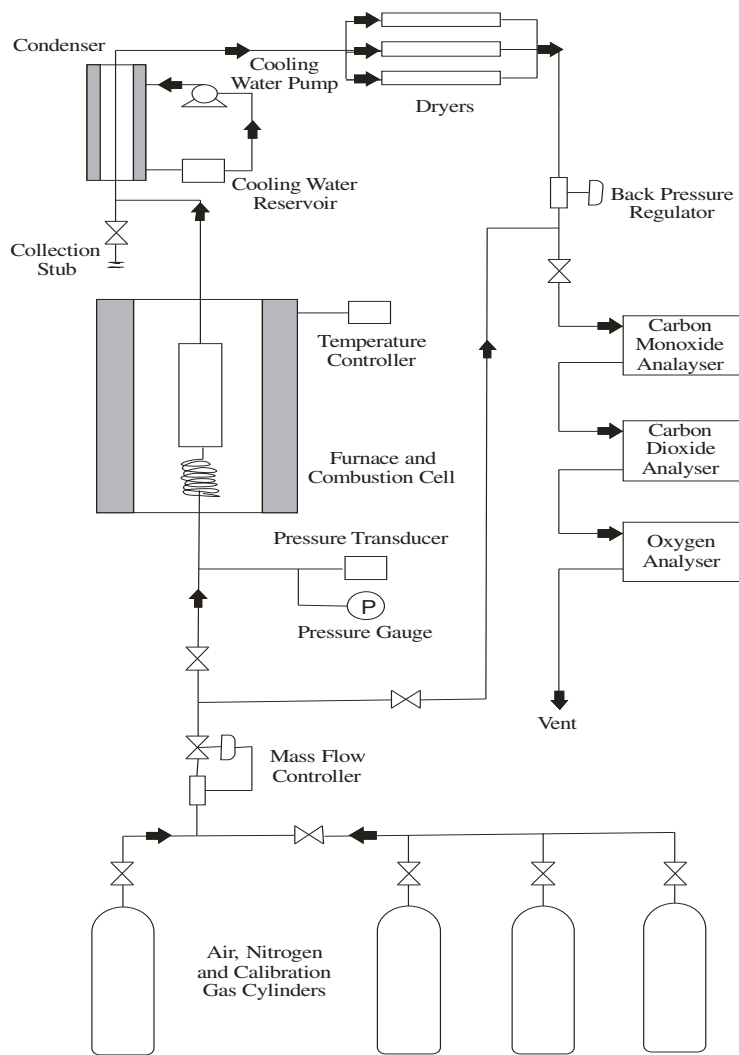 Condenser
Cooling
Water Pump
Dryers
Cooling Water
Reservoir
Back Pressure
Regulator
Collection
Stub
Temperature
Controller
Carbon
Monoxide
Analayser
Carbon
Dioxide
Analyser
Furnace and
Combustion Cell
Oxygen
Analyser
Pressure Transducer
P
Pressure Gauge
Vent
Mass Flow
Controller
Air, Nitrogen
and Calibration
Gas Cylinders